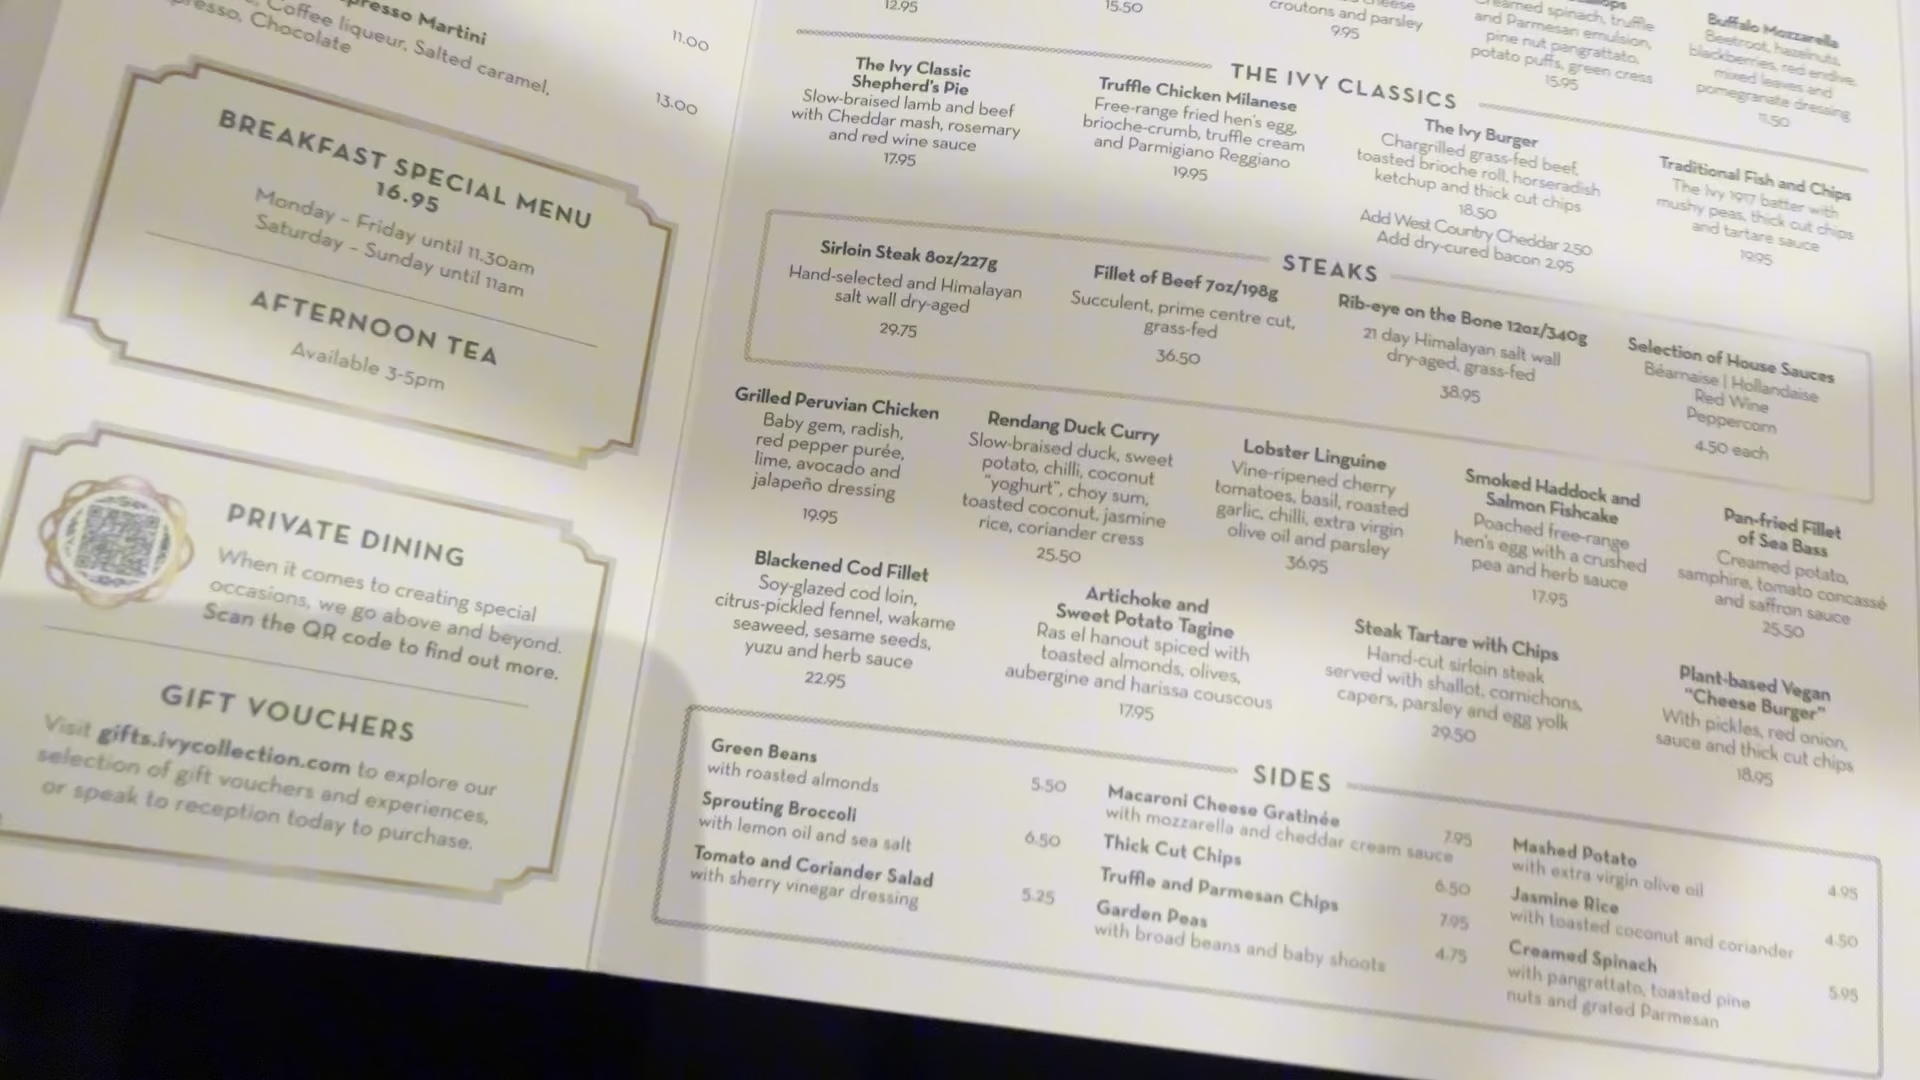 presso Martini
11.00
Coffee liqueur, Salted caramel,
presso, Chocolate
13.00
BREAKFAST SPECIAL MENU
16.95
Monday - Friday until 11.30am
Saturday - Sunday until 11am
AFTERNOON TEA
Available 3-5pm
PRIVATE DINING
When it comes to creating special
occasions, we go above and beyond.
Scan the QR code to find out more.
GIFT VOUCHERS
Visit gifts.ivycollection.com to explore our
selection of gift vouchers and experiences,
or speak to reception today to purchase.
12.95
15.50
cheese
croutons and parsley
9.95
Creamed spinach, truffle
and Parmesan emulsion,
pine nut pangrattato,
potato puffs, green cress
15.95
Buffalo Mozzarella
Beetroot, hazelnuts,
blackberries, red endive,
mixed leaves and
pomegranate dressing
11.50
THE IVY CLASSICS
The Ivy Classic
Shepherd's Pie
Slow-braised lamb and beef
with Cheddar mash, rosemary
and red wine sauce
17.95
Truffle Chicken Milanese
Free-range fried hen's egg,
brioche-crumb, truffle cream
and Parmigiano Reggiano
19.95
The Ivy Burger
Chargrilled grass-fed beef,
toasted brioche roll, horseradish
ketchup and thick cut chips
18.50
Add West Country Cheddar 2.50
Add dry-cured bacon 2.95
Traditional Fish and Chips
The Ivy 1917 batter with
mushy peas, thick cut chips
and tartare sauce
19.95
STEAKS
Sirloin Steak 8oz/227g
Hand-selected and Himalayan
salt wall dry-aged
29.75
Fillet of Beef 7oz/198g
Succulent, prime centre cut,
grass-fed
36.50
Rib-eye on the Bone 12oz/340g
21 day Himalayan salt wall
dry-aged, grass-fed
38.95
Selection of House Sauces
Béarnaise | Hollandaise
Red Wine
Peppercorn
4.50 each
Grilled Peruvian Chicken
Baby gem, radish,
red pepper purée,
lime, avocado and
jalapeño dressing
19.95
Rendang Duck Curry
Slow-braised duck, sweet
potato, chilli, coconut
"yoghurt", choy sum,
toasted coconut, jasmine
rice, coriander cress
25.50
Lobster Linguine
Vine-ripened cherry
tomatoes, basil, roasted
garlic, chilli, extra virgin
olive oil and parsley
36.95
Smoked Haddock and
Salmon Fishcake
Poached free-range
hen's egg with a crushed
pea and herb sauce
17.95
Pan-fried Fillet
of Sea Bass
Creamed potato,
samphire, tomato concassé
and saffron sauce
25.50
Blackened Cod Fillet
Soy-glazed cod loin,
citrus-pickled fennel, wakame
seaweed, sesame seeds,
yuzu and herb sauce
22.95
Artichoke and
Sweet Potato Tagine
Ras el hanout spiced with
toasted almonds, olives,
aubergine and harissa couscous
17.95
Steak Tartare with Chips
Hand-cut sirloin steak
served with shallot, cornichons,
capers, parsley and egg yolk
29.50
Plant-based Vegan
"Cheese Burger"
With pickles, red onion,
sauce and thick cut chips
18.95
SIDES
Green Beans
with roasted almonds 5.50
Sprouting Broccoli
with lemon oil and sea salt 6.50
Tomato and Coriander Salad
with sherry vinegar dressing 5.25
Macaroni Cheese Gratinée 7.95
with mozzarella and cheddar cream sauce
Thick Cut Chips 6.50
Truffle and Parmesan Chips 7.95
Garden Peas 4.75
with broad beans and baby shoots
Mashed Potato
with extra virgin olive oil 4.95
Jasmine Rice
with toasted coconut and coriander 4.50
Creamed Spinach 5.95
with pangrattato, toasted pine
nuts and grated Parmesan